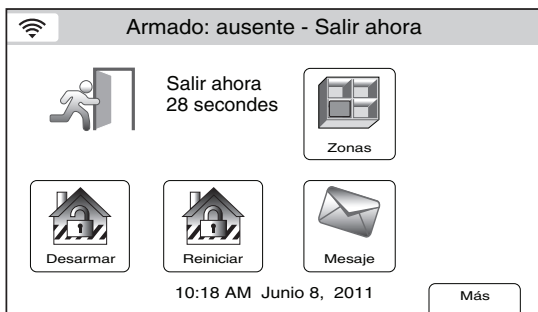 Armado: ausente - Salir ahora
Salir ahora
28 secondes
Zonas
Desarmar
Reiniciar
Mesaje
10:18 AM Junio 8, 2011
Más